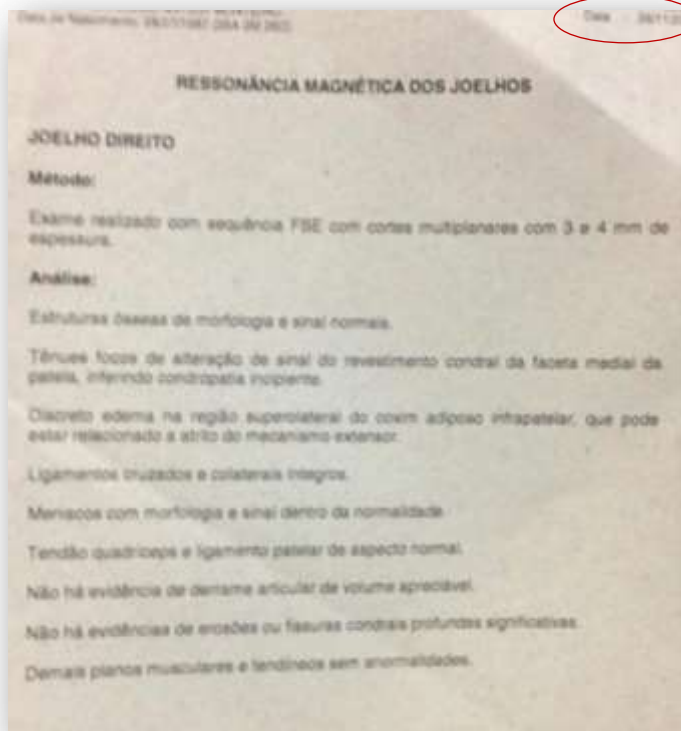 Data de Nascimento:
Data :
RESSONÂNCIA MAGNÉTICA DOS JOELHOS
JOELHO DIREITO
Método:
Exame realizado com sequência FSE com cortes multiplanares com 3 e 4 mm de
espessura.
Análise:
Estruturas ósseas de morfologia e sinal normais.
Tênues focos de alteração de sinal do revestimento condral da faceta medial da
patela, inferindo condropatia incipiente.
Discreto edema na região superolateral do coxim adiposo infrapatelar, que pode
estar relacionado a atrito do mecanismo extensor.
Ligamentos cruzados e colaterais íntegros.
Meniscos com morfologia e sinal dentro da normalidade.
Tendão quadríceps e ligamento patelar de aspecto normal.
Não há evidência de derrame articular de volume apreciável.
Não há evidências de erosões ou fissuras condrais profundas significativas.
Demais planos musculares e tendíneos sem anormalidades.